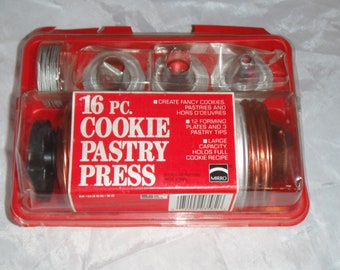 16 PC.
COOKIE
PASTRY
PRESS
CREATE FANCY COOKIES,
PASTRIES AND
HORS D'OEUVRES
12 FORMING
PLATES AND 3
PASTRY TIPS
LARGE
CAPACITY,
HOLDS FULL
COOKIE RECIPE
MIRRO